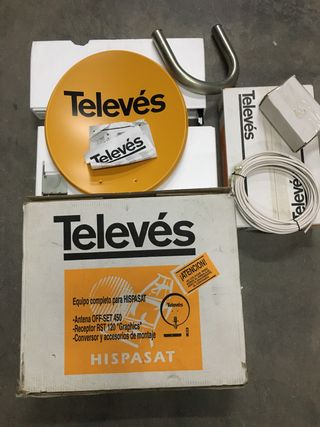 Televés
Televés
Televés
Televés
¡ATENCION!
Equipo completo para HISPASAT
Televés
-Antena OFF-SET 450
-Receptor RST 120 "Graphics"
-Conversor y accesorios de montaje
HISPASAT